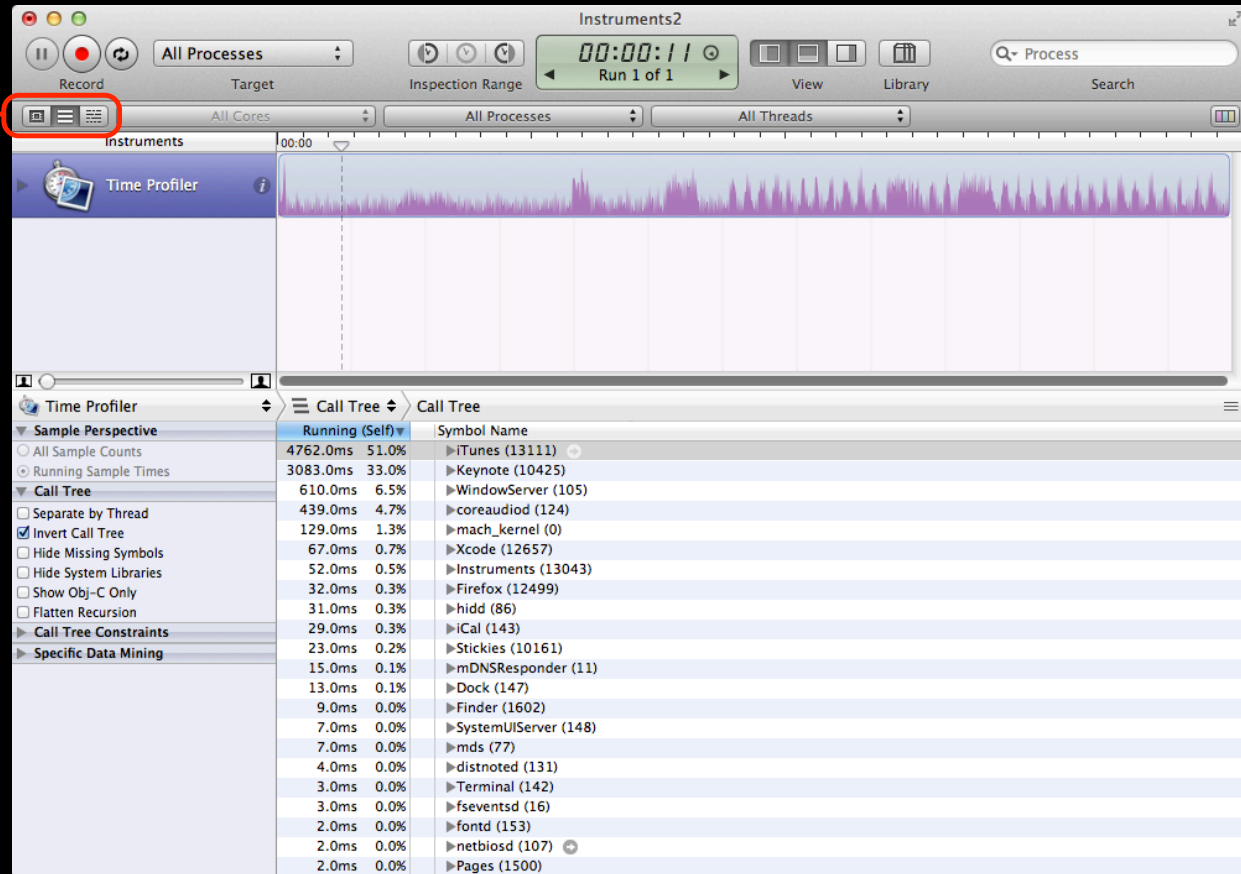 Instruments2
All Processes
00:00:11
Run 1 of 1
Process
Record
Target
Inspection Range
View
Library
Search
All Cores
All Processes
All Threads
Instruments
00:00
Time Profiler
Time Profiler
Call Tree
Call Tree
Sample Perspective
Running (Self)
Symbol Name
All Sample Counts
4762.0ms 51.0% iTunes (13111)
Running Sample Times
3083.0ms 33.0% Keynote (10425)
Call Tree
610.0ms 6.5% WindowServer (105)
Separate by Thread
439.0ms 4.7% coreaudiod (124)
Invert Call Tree
129.0ms 1.3% mach_kernel (0)
Hide Missing Symbols
67.0ms 0.7% Xcode (12657)
Hide System Libraries
52.0ms 0.5% Instruments (13043)
Show Obj-C Only
32.0ms 0.3% Firefox (12499)
Flatten Recursion
31.0ms 0.3% hidd (86)
Call Tree Constraints
29.0ms 0.3% iCal (143)
Specific Data Mining
23.0ms 0.2% Stickies (10161)
15.0ms 0.1% mDNSResponder (11)
13.0ms 0.1% Dock (147)
9.0ms 0.0% Finder (1602)
7.0ms 0.0% SystemUIServer (148)
7.0ms 0.0% mds (77)
4.0ms 0.0% distnoted (131)
3.0ms 0.0% Terminal (142)
3.0ms 0.0% fseventsd (16)
2.0ms 0.0% fontd (153)
2.0ms 0.0% netbiosd (107)
2.0ms 0.0% Pages (1500)